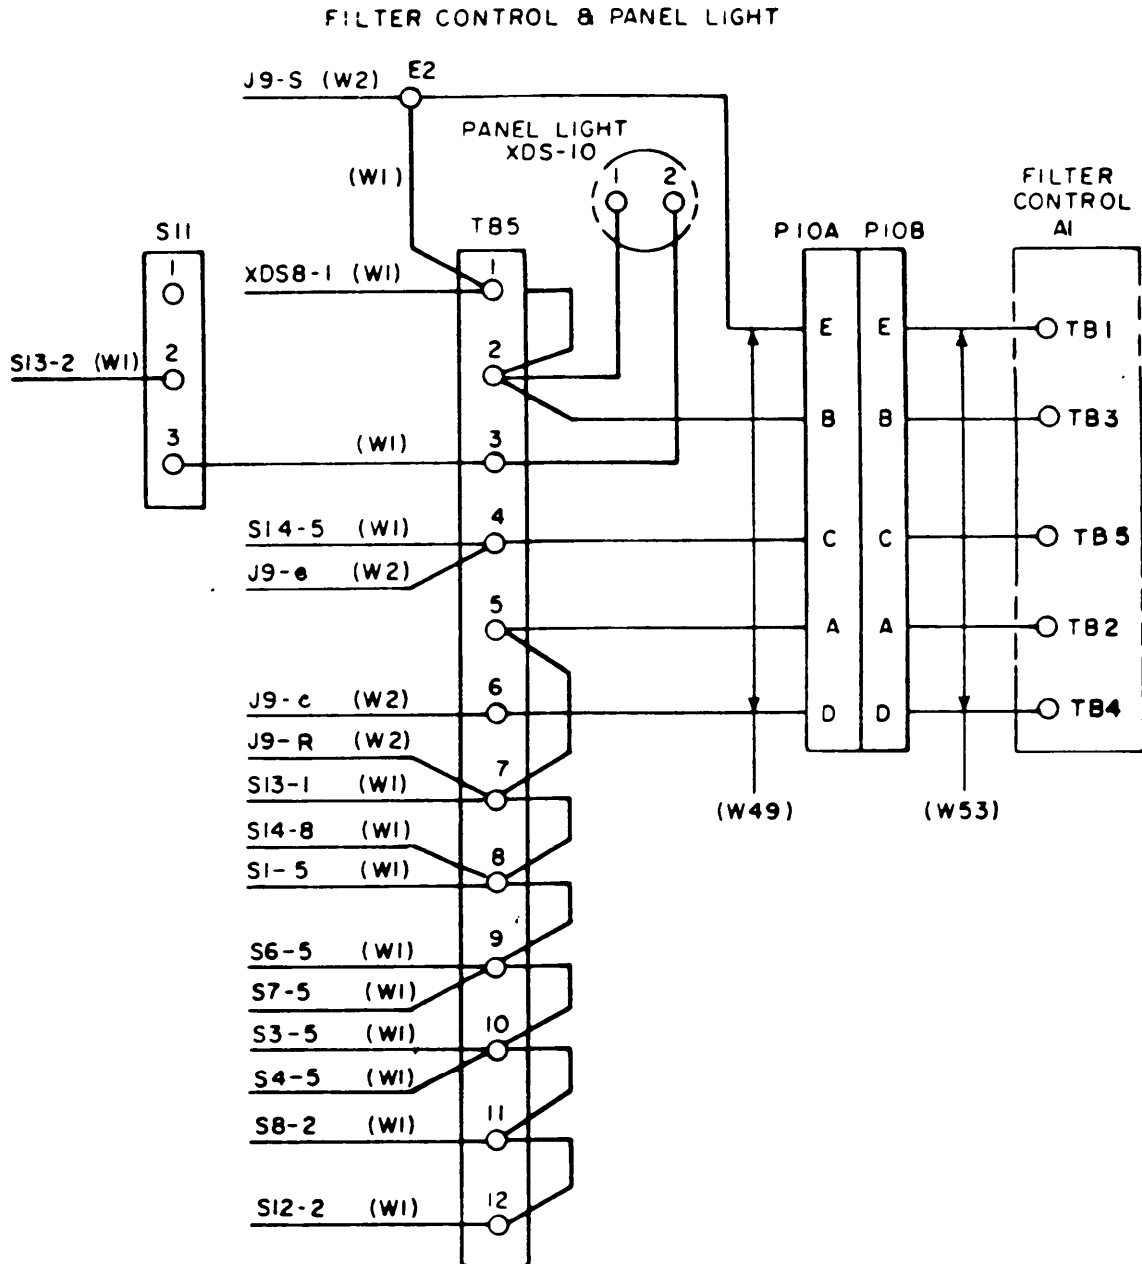 FILTER CONTROL & PANEL LIGHT
J9-S (W2)
E2
PANEL LIGHT
XDS-10
1
2
(W1)
FILTER
CONTROL
A1
S11
TB5
P10A
P10B
1
XDS8-1 (W1)
1
E
E
TB1
S13-2 (W1)
2
2
B
B
TB3
3
(W1)
3
S14-5 (W1)
4
C
C
TB5
J9-e (W2)
5
A
A
TB2
J9-c (W2)
6
D
D
TB4
J9-R (W2)
S13-1 (W1)
7
(W49)
(W53)
S14-8 (W1)
S1-5 (W1)
8
S6-5 (W1)
9
S7-5 (W1)
S3-5 (W1)
10
S4-5 (W1)
S8-2 (W1)
11
S12-2 (W1)
12